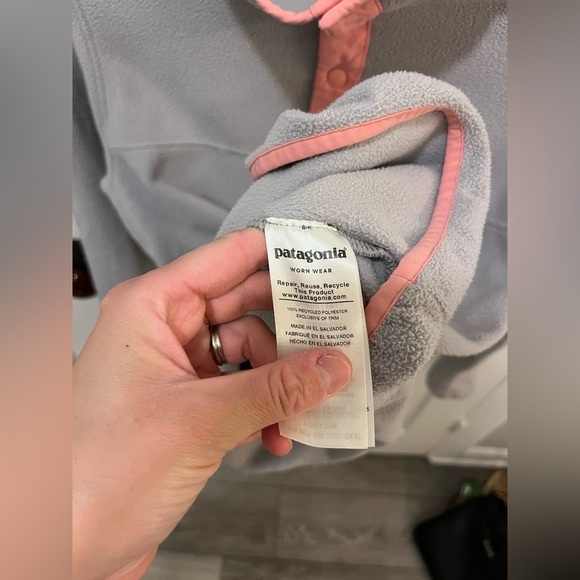 patagonia®
WORN WEAR
Repair, Reuse, Recycle
This Product
www.patagonia.com
100% RECYCLED POLYESTER
EXCLUSIVE OF TRIM
MADE IN EL SALVADOR
FABRIQUÉ EN EL SALVADOR
HECHO EN EL SALVADOR